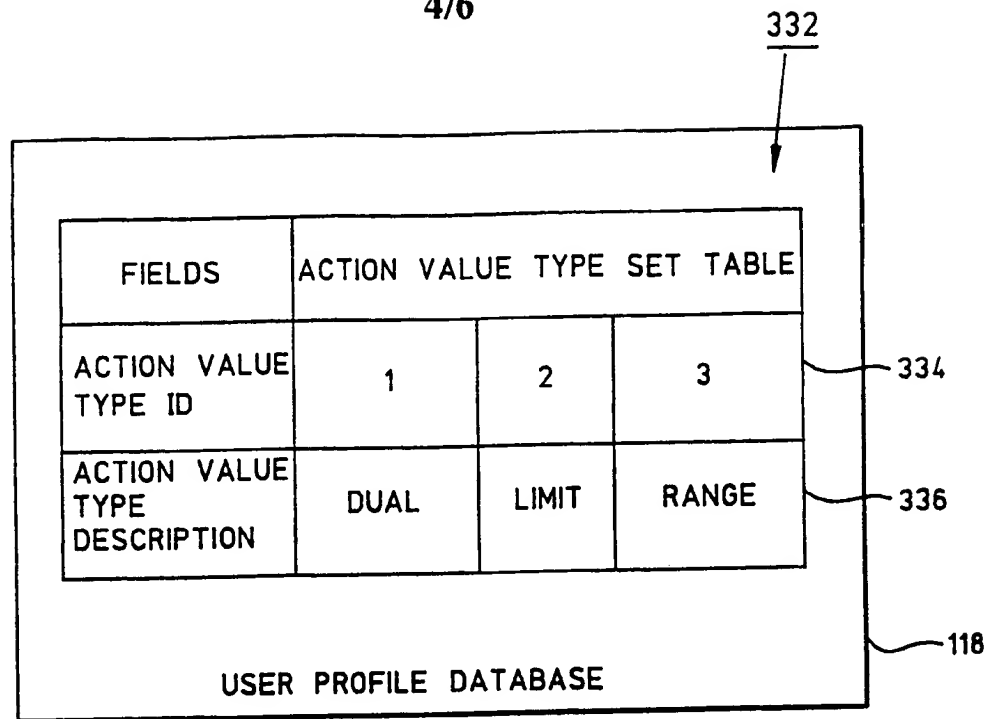 4/6
332
FIELDS
ACTION VALUE TYPE SET TABLE
ACTION VALUE
TYPE ID
1
2
3
334
ACTION VALUE
TYPE
DESCRIPTION
DUAL
LIMIT
RANGE
336
118
USER PROFILE DATABASE